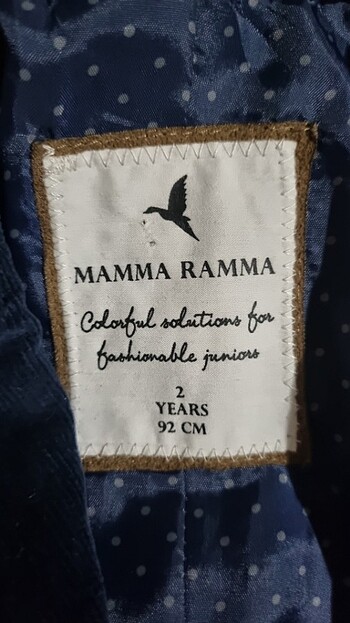 MAMMA RAMMA
Colorful solutions for
fashionable juniors
2
YEARS
92 CM